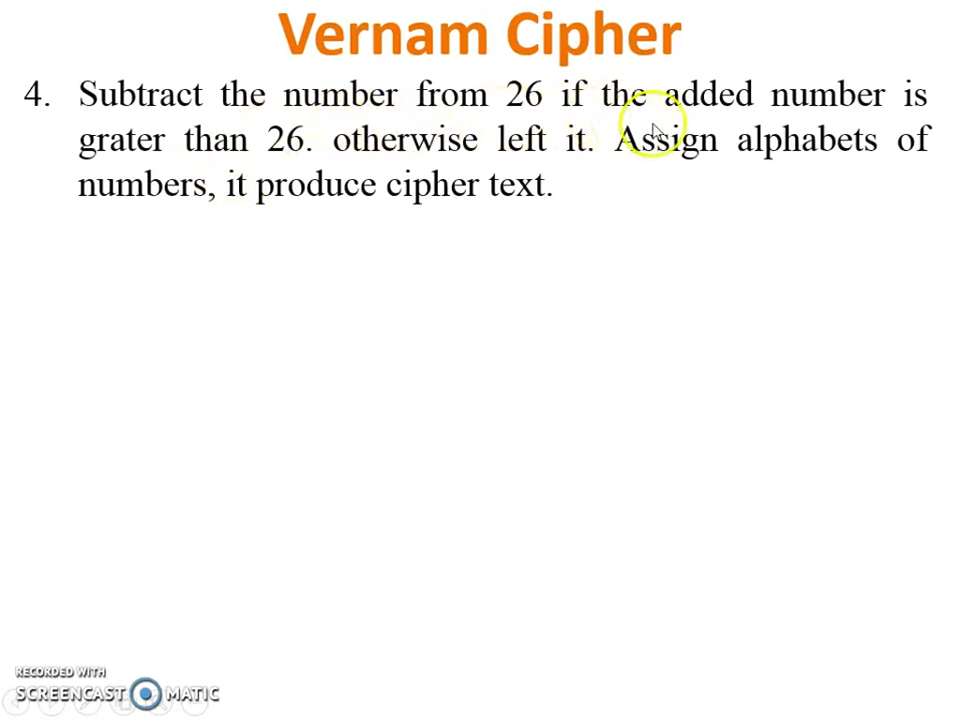 Vernam Cipher
4. Subtract the number from 26 if the added number is
grater than 26. otherwise left it. Assign alphabets of
numbers, it produce cipher text.
RECORDED WITH
SCREENCAST MATIC